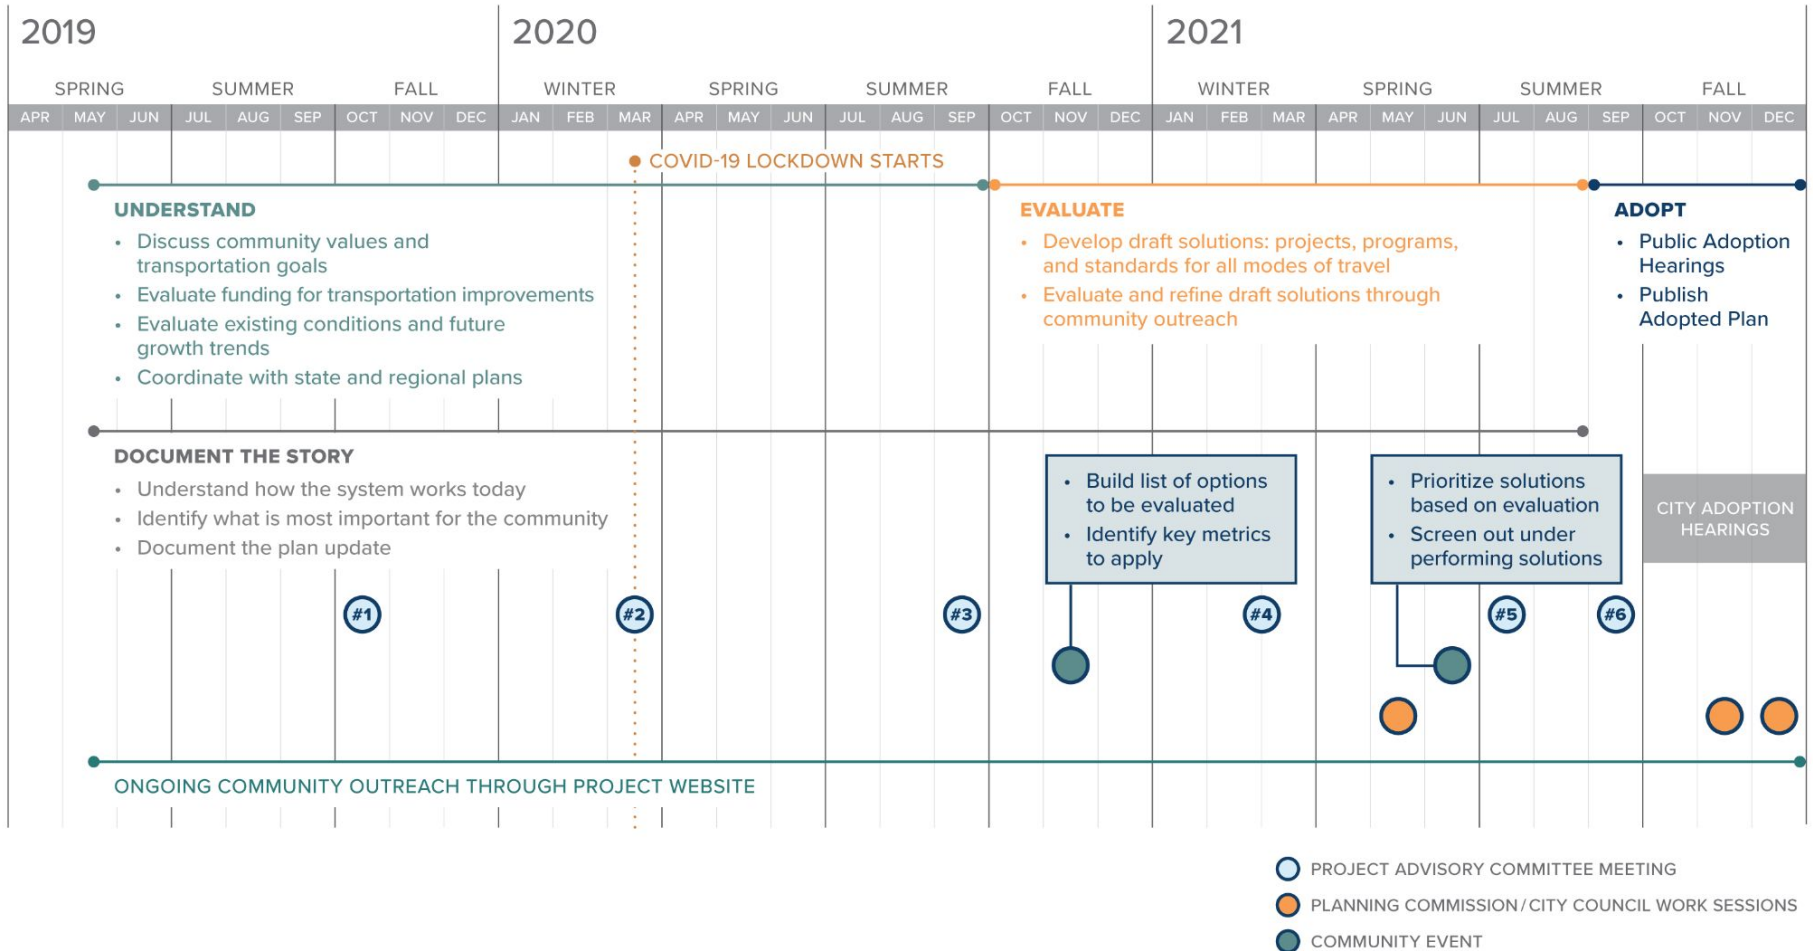 2019
2020
2021
SPRING SUMMER FALL WINTER SPRING SUMMER FALL WINTER SPRING SUMMER FALL
APR MAY JUN JUL AUG SEP OCT NOV DEC JAN FEB MAR APR MAY JUN JUL AUG SEP OCT NOV DEC JAN FEB MAR APR MAY JUN JUL AUG SEP OCT NOV DEC
COVID-19 LOCKDOWN STARTS
UNDERSTAND
• Discuss community values and
transportation goals
• Evaluate funding for transportation improvements
• Evaluate existing conditions and future
growth trends
• Coordinate with state and regional plans
EVALUATE
• Develop draft solutions: projects, programs,
and standards for all modes of travel
• Evaluate and refine draft solutions through
community outreach
ADOPT
• Public Adoption
Hearings
• Publish
Adopted Plan
DOCUMENT THE STORY
• Understand how the system works today
• Identify what is most important for the community
• Document the plan update
• Build list of options
to be evaluated
• Identify key metrics
to apply
• Prioritize solutions
based on evaluation
• Screen out under
performing solutions
CITY ADOPTION
HEARINGS
#1 #2 #3 #4 #5 #6
ONGOING COMMUNITY OUTREACH THROUGH PROJECT WEBSITE
PROJECT ADVISORY COMMITTEE MEETING
PLANNING COMMISSION/CITY COUNCIL WORK SESSIONS
COMMUNITY EVENT